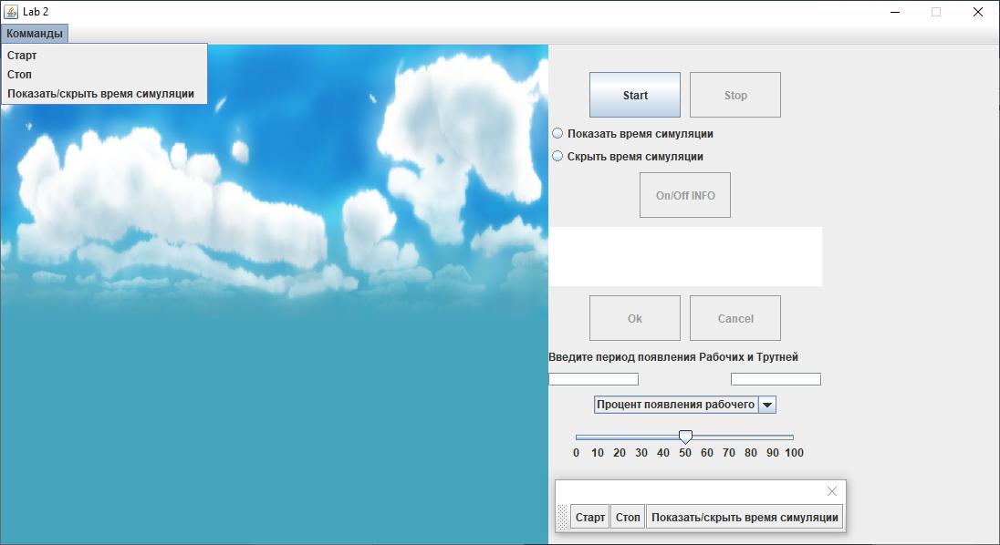 Lab 2
Комманды
Старт
Стоп
Показать/скрыть время симуляции
Start Stop
Показать время симуляции
Скрыть время симуляции
On/Off INFO
Ok Cancel
Введите период появления Рабочих и Трутней
Процент появления рабочего
0 10 20 30 40 50 60 70 80 90 100
Старт Стоп Показать/скрыть время симуляции